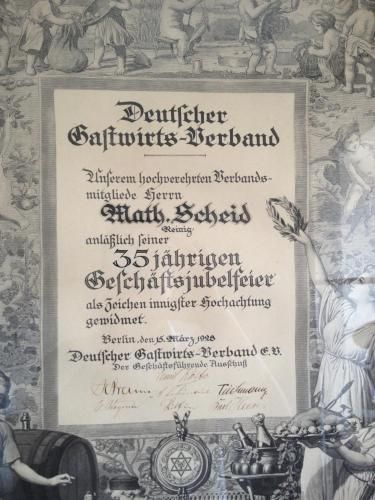 Deutscher
Gastwirts-Verband
Unserem hochverehrten Verbands-
mitgliede Herrn
Math. Scheid
Reinig
anläßlich seiner
35 jährigen
Geschäftsjubelfeier
als Zeichen innigster Hochachtung
gewidmet.
Berlin, den 15. März 1928
Deutscher Gastwirts-Verband E.V.
Der Geschäftsführende Ausschuß